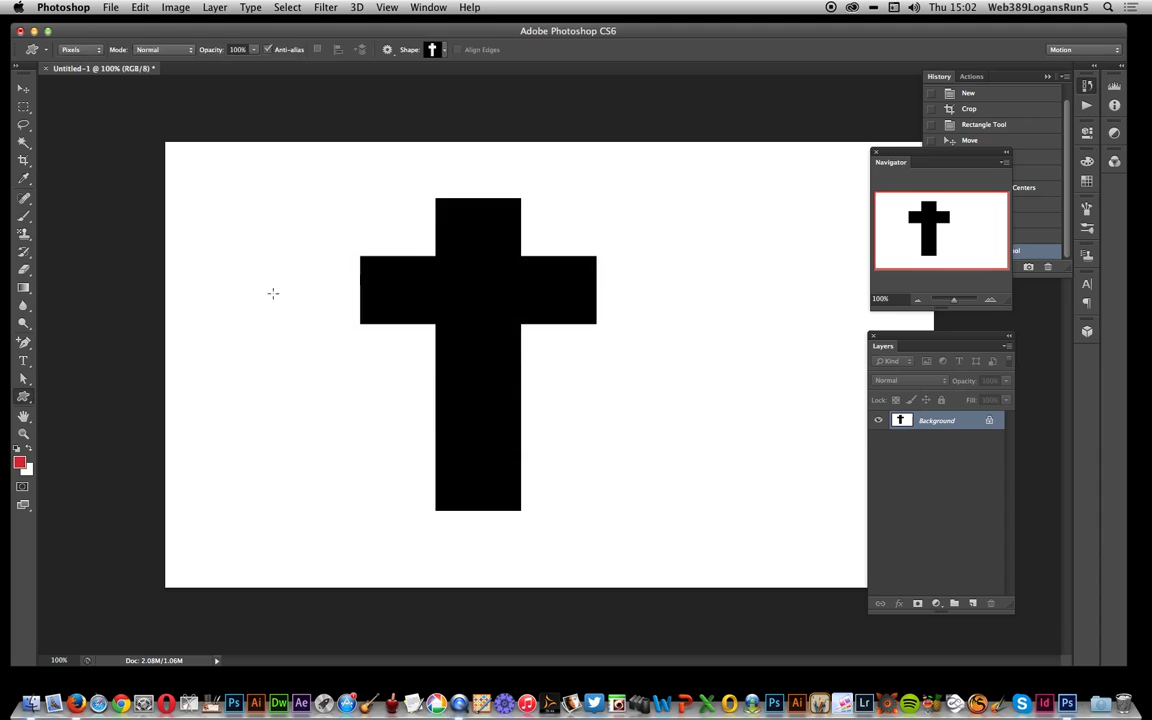 Photoshop File Edit Image Layer Type Select Filter 3D View Window Help Thu 15:02 Web389LogansRun5
Adobe Photoshop CS6
Pixels Mode: Normal Opacity: 100% Anti-alias Shape: Align Edges Motion
Untitled-1 @ 100% (RGB/8) *
History Actions
New
Crop
Rectangle Tool
Move
Navigator
Centers
ool
100%
Layers
Kind
Normal Opacity: 100%
Lock: Fill: 100%
Background
100% Doc: 2.08M/1.06M